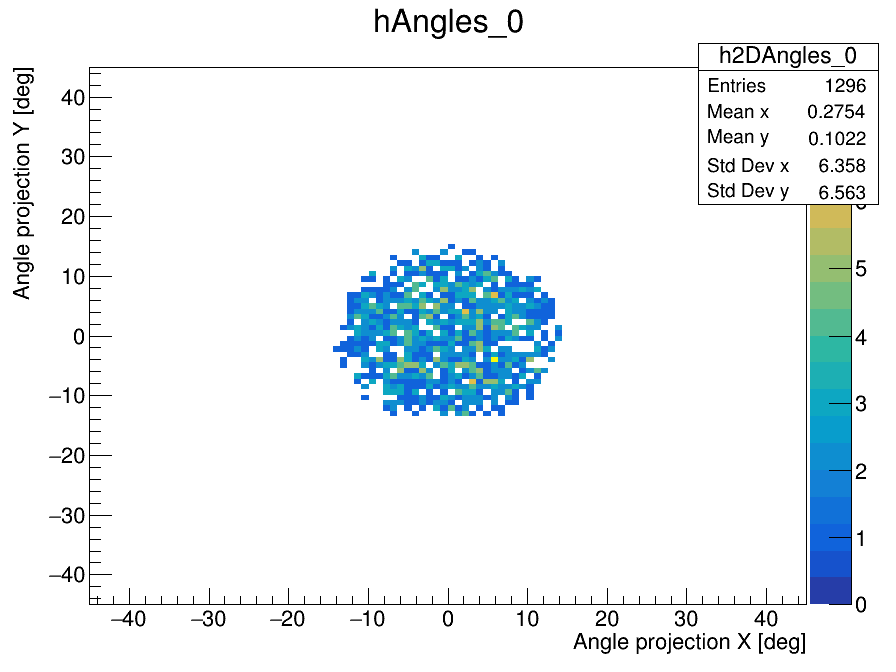 hAngles_0
h2DAngles_0
Entries 1296
Mean x 0.2754
Mean y 0.1022
Std Dev x 6.358
Std Dev y 6.563
Angle projection Y [deg]
40
30
20
10
0
−10
−20
−30
−40
−40 −30 −20 −10 0 10 20 30 40
Angle projection X [deg]
5
4
3
2
1
0